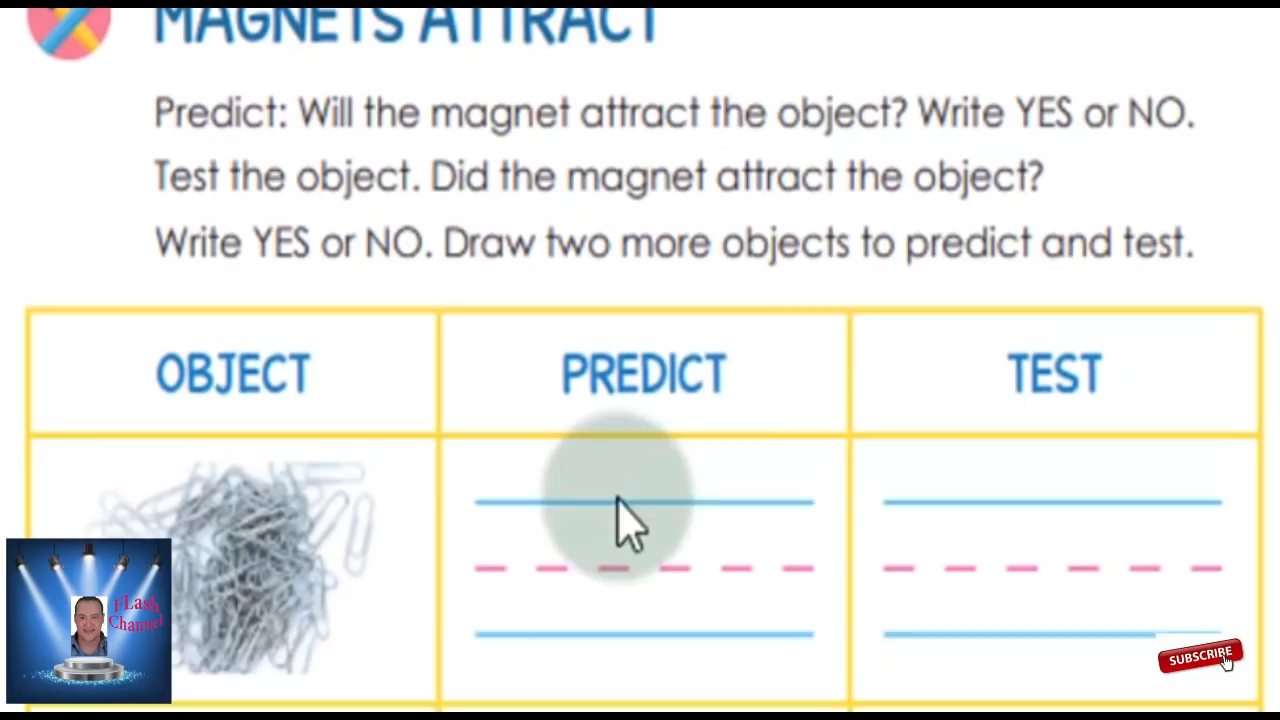 MAGNETS ATTRACT
Predict: Will the magnet attract the object? Write YES or NO.
Test the object. Did the magnet attract the object?
Write YES or NO. Draw two more objects to predict and test.
OBJECT PREDICT TEST
FLash
Channel
SUBSCRIBE